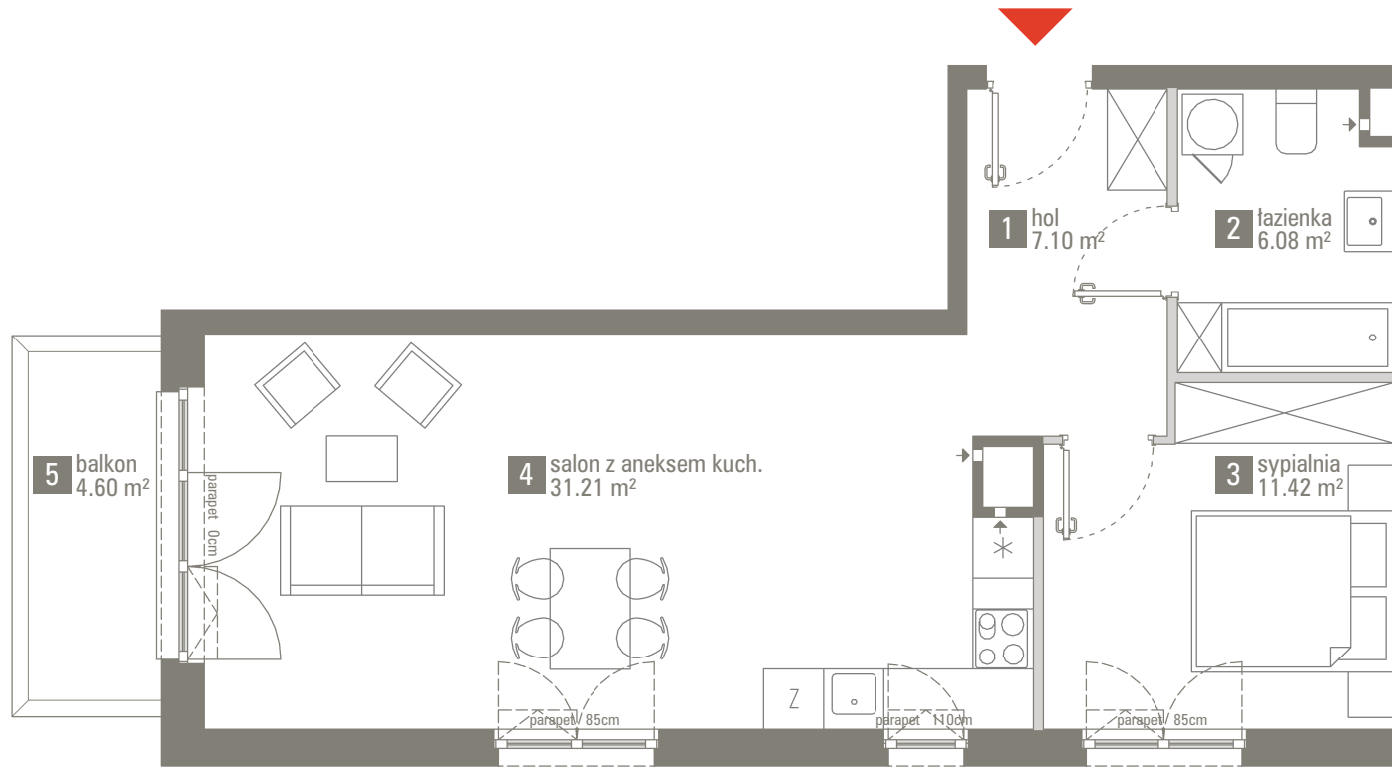 1
hol
7.10 m²
2
łazienka
6.08 m²
5
balkon
4.60 m²
parapet 0cm
4
salon z aneksem kuch.
31.21 m²
3
sypialnia
11.42 m²
Z
parapet / 85cm
parapet 110cm
parapet / 85cm